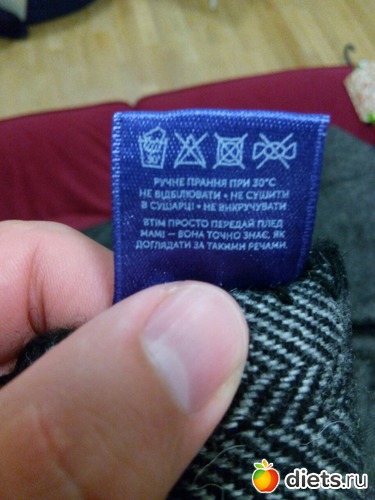 30°
РУЧНЕ ПРАННЯ ПРИ 30°C
НЕ ВІДБІЛЮВАТИ • НЕ СУШИТИ
В СУШАРЦІ • НЕ ВИКРУЧУВАТИ
ВТІМ ПРОСТО ПЕРЕДАЙ ПЛЕД
МАМІ — ВОНА ТОЧНО ЗНАЄ, ЯК
ДОГЛЯДАТИ ЗА ТАКИМИ РЕЧАМИ.
diets.ru